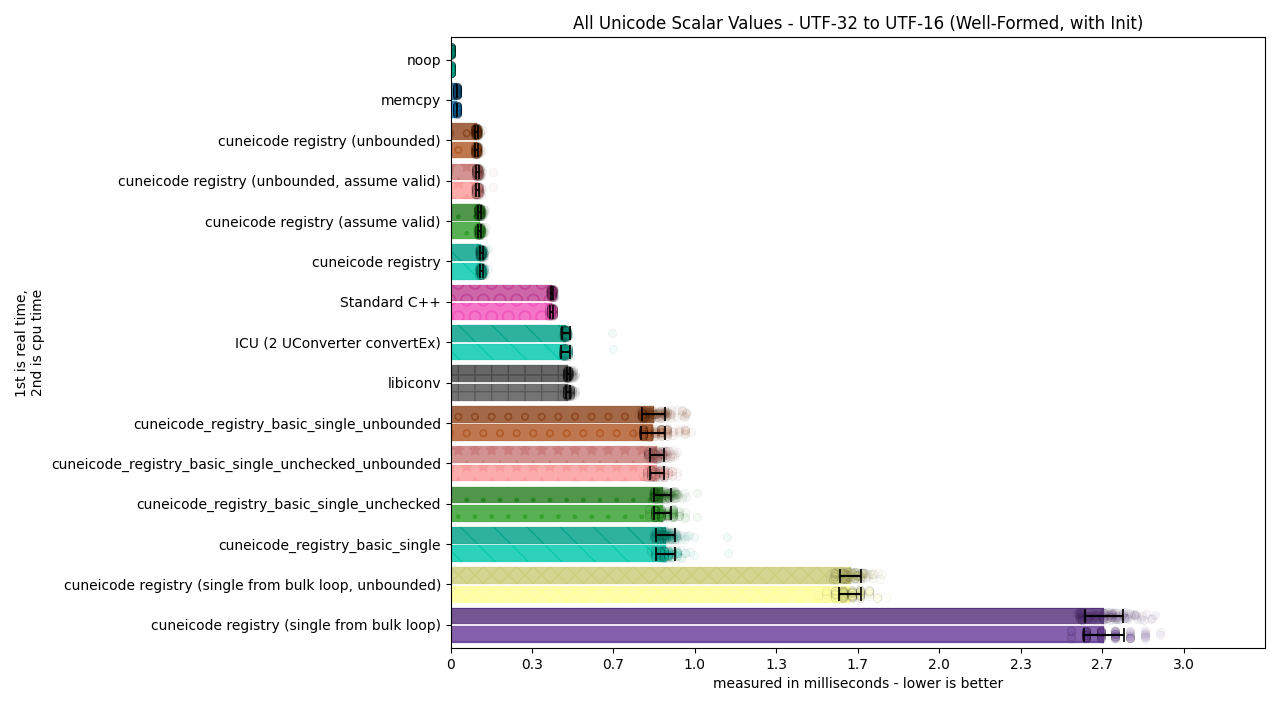 All Unicode Scalar Values - UTF-32 to UTF-16 (Well-Formed, with Init)
1st is real time,
2nd is cpu time
noop
memcpy
cuneicode registry (unbounded)
cuneicode registry (unbounded, assume valid)
cuneicode registry (assume valid)
cuneicode registry
Standard C++
ICU (2 UConverter convertEx)
libiconv
cuneicode_registry_basic_single_unbounded
cuneicode_registry_basic_single_unchecked_unbounded
cuneicode_registry_basic_single_unchecked
cuneicode_registry_basic_single
cuneicode registry (single from bulk loop, unbounded)
cuneicode registry (single from bulk loop)
0 0.3 0.7 1.0 1.3 1.7 2.0 2.3 2.7 3.0
measured in milliseconds - lower is better